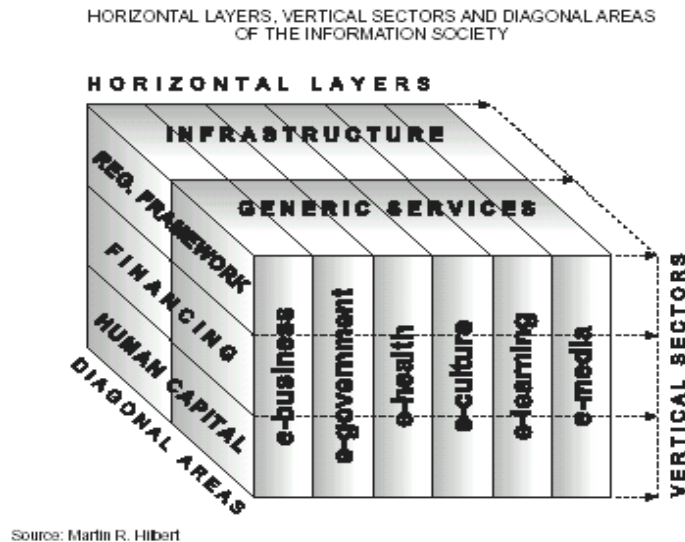 HORIZONTAL LAYERS, VERTICAL SECTORS AND DIAGONAL AREAS
OF THE INFORMATION SOCIETY
HORIZONTAL LAYERS
INFRASTRUCTURE
GENERIC SERVICES
REG. FRAMEWORK
FINANCING
HUMAN CAPITAL
DIAGONAL AREAS
e-business
e-government
e-health
e-culture
e-learning
e-media
VERTICAL SECTORS
Source: Martin R. Hilbert